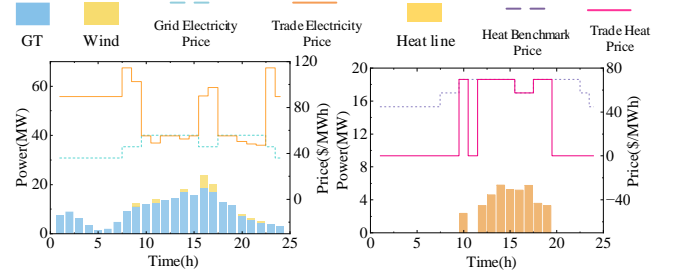 GT
Wind
Grid Electricity
Price
Trade Electricity
Price
Heat line
Heat Benchmark
Price
Trade Heat
Price
Power(MW)
60
40
20
0
0
5
10
15
20
25
Time(h)
120
80
40
0
Price($/MWh)
Power(MW)
20
16
12
8
4
0
0
5
10
15
20
25
Time(h)
80
40
0
−40
Price($/MWh)